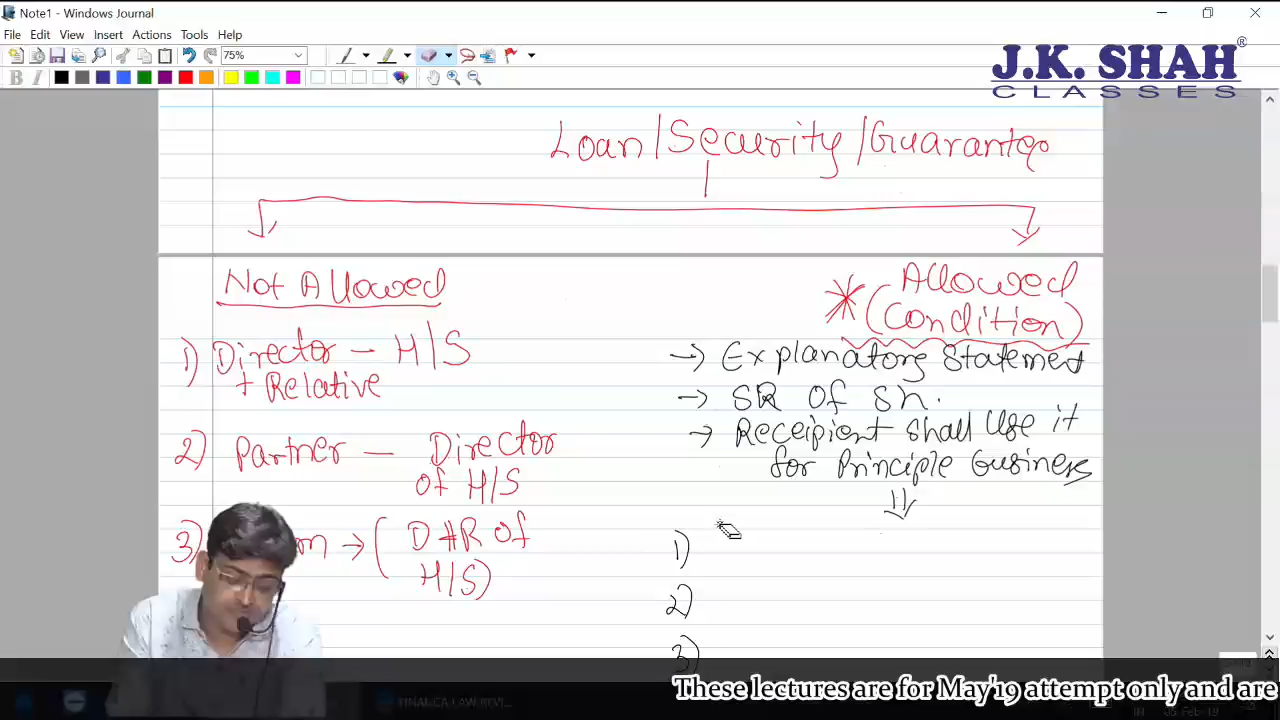 Note1 - Windows Journal
File Edit View Insert Actions Tools Help
75%
J.K. SHAH®
CLASSES
Loan/Security/Guarantee
Not Allowed
Allowed
(Condition)
1) Director - H/S
+ Relative
2) Partner - Director
of H/S
3)
→ ( D #R of
H/S)
→ Explanatory Statement
→ SR of Sh.
→ Receipient shall use it
for Principle Business
1)
2)
3)
These lectures are for May'19 attempt only and are